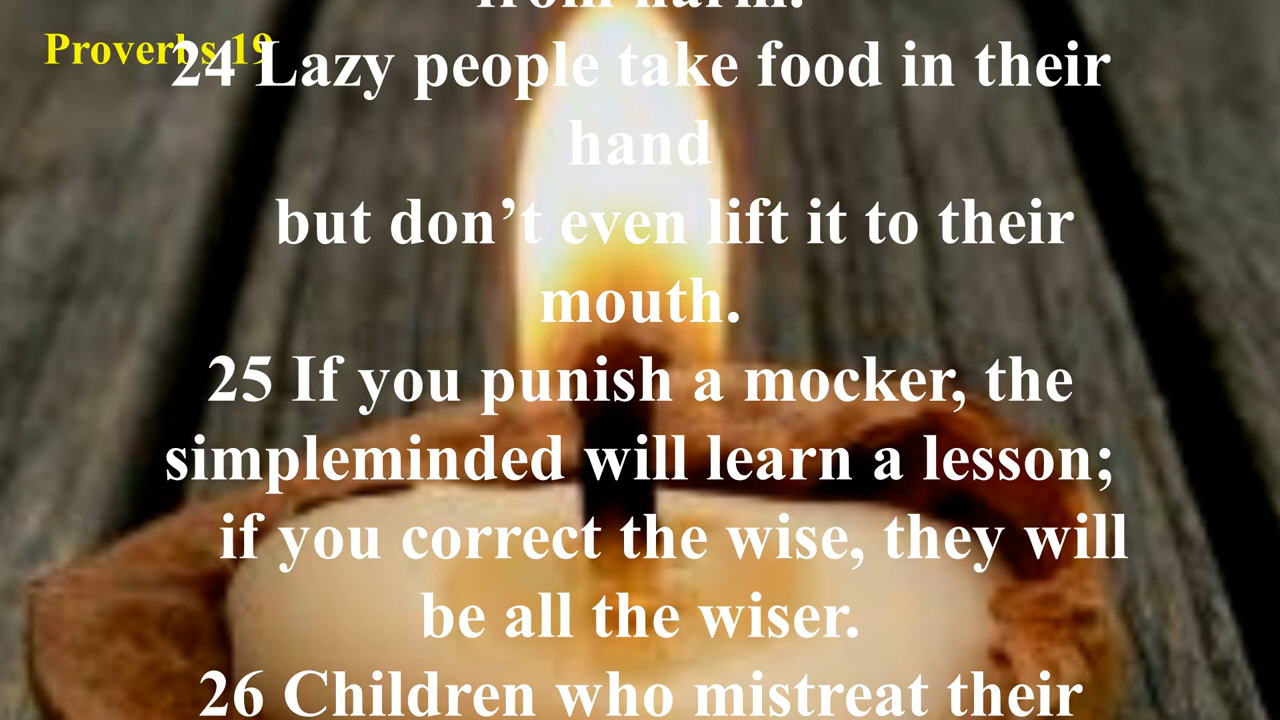 from harm.
Proverbs 19
24 Lazy people take food in their
hand
but don’t even lift it to their
mouth.
25 If you punish a mocker, the
simpleminded will learn a lesson;
if you correct the wise, they will
be all the wiser.
26 Children who mistreat their